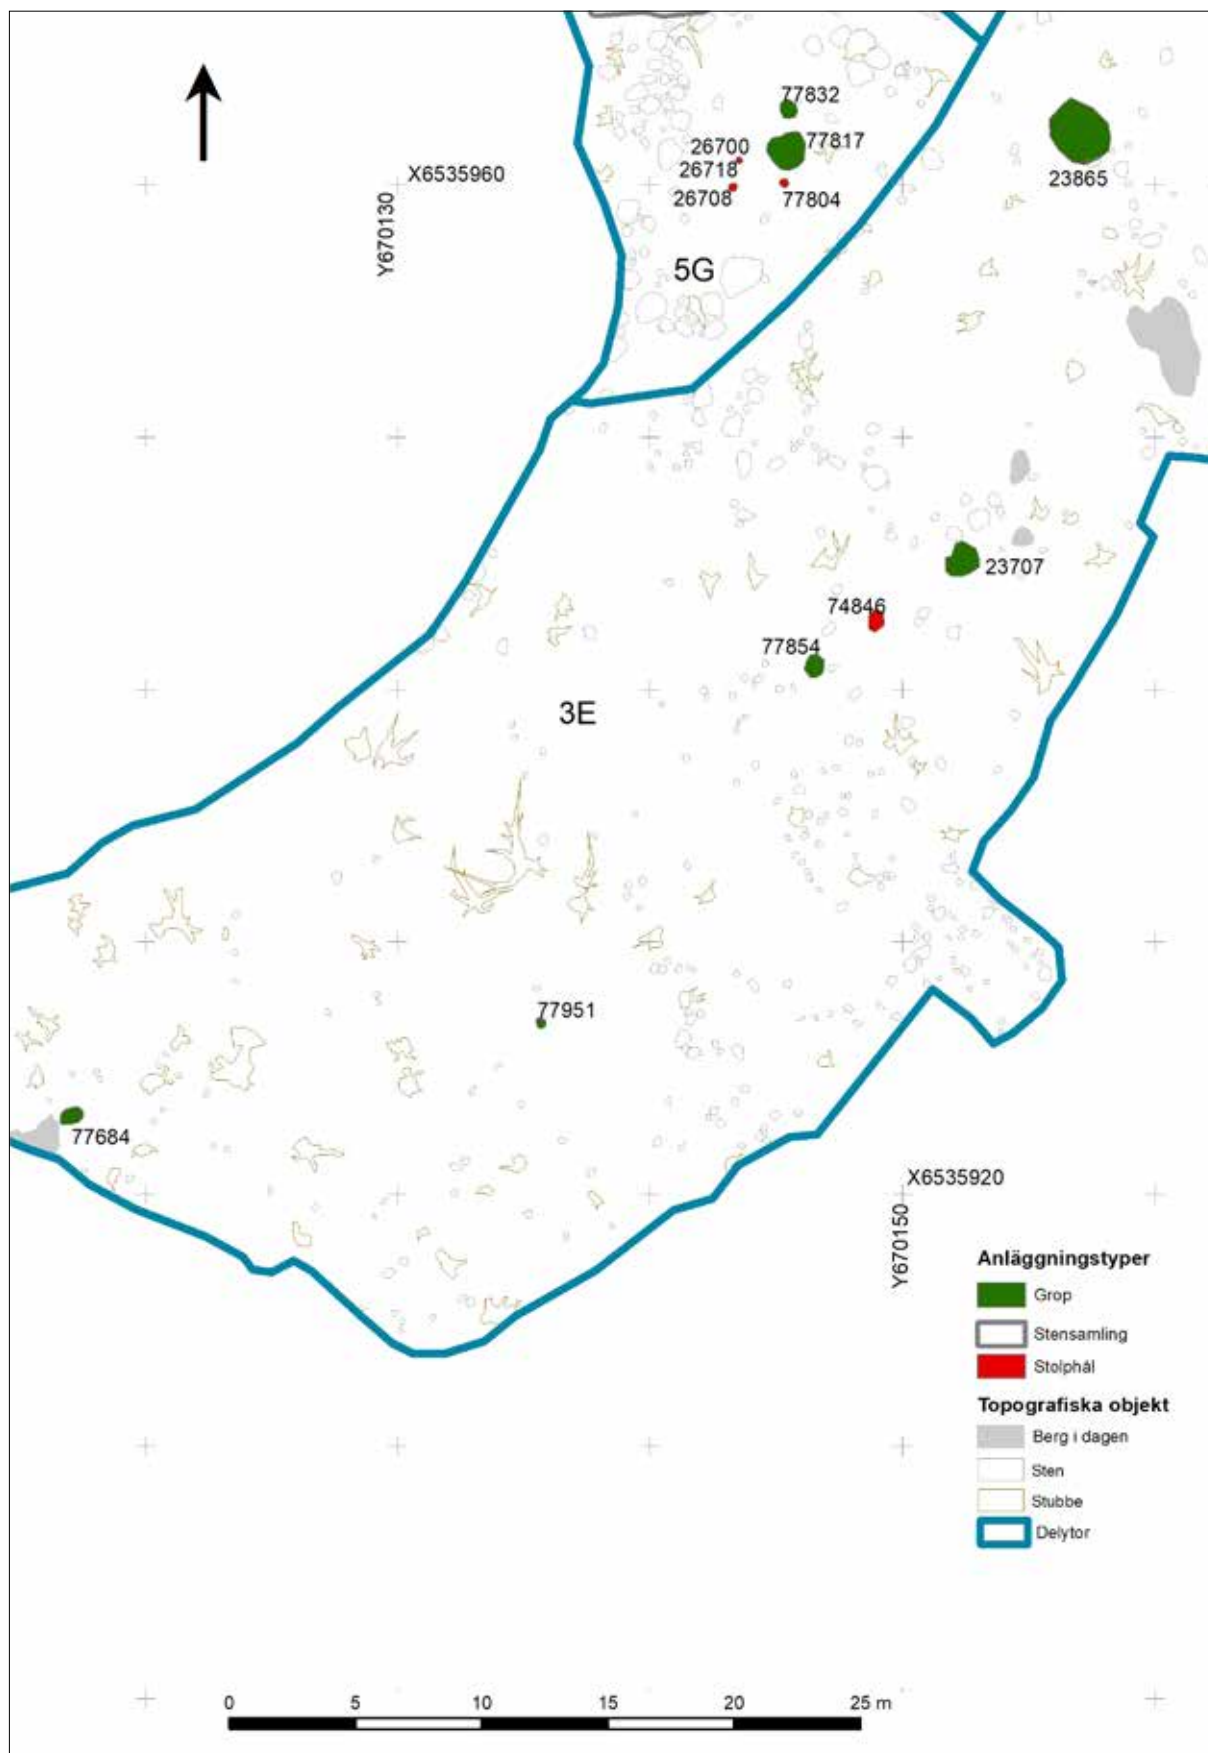 77832
77817
26700
26718
26708
77804
23865
X6535960
Y670130
5G
23707
74846
77854
3E
77951
77684
X6535920
Y670150
Anläggningstyper
Grop
Stensamling
Stolphål
Topografiska objekt
Berg i dagen
Sten
Stubbe
Delytor
0 5 10 15 20 25 m